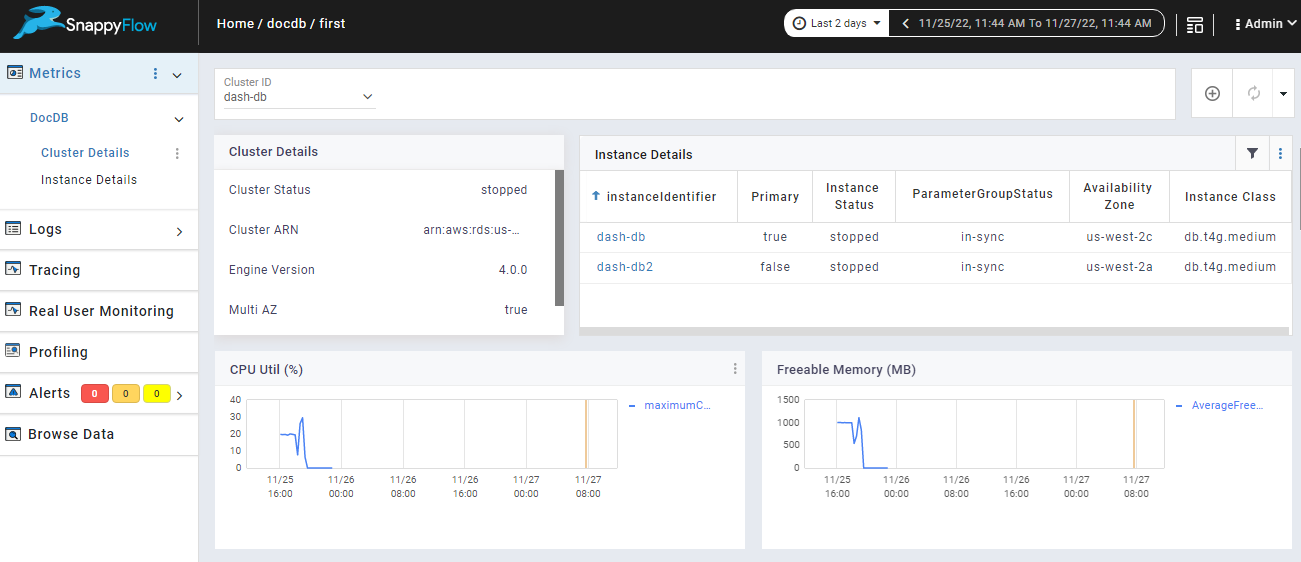 SnappyFlow
Home / docdb / first
Last 2 days
11/25/22, 11:44 AM To 11/27/22, 11:44 AM
Admin
Metrics
DocDB
Cluster Details
Instance Details
Logs
Tracing
Real User Monitoring
Profiling
Alerts 0 0 0
Browse Data
Cluster ID
dash-db
Cluster Details
Cluster Status stopped
Cluster ARN arn:aws:rds:us-...
Engine Version 4.0.0
Multi AZ true
Instance Details
instanceIdentifier Primary Instance Status ParameterGroupStatus Availability Zone Instance Class
dash-db true stopped in-sync us-west-2c db.t4g.medium
dash-db2 false stopped in-sync us-west-2a db.t4g.medium
CPU Util (%)
40
30
20
10
0
11/25 11/26 11/26 11/26 11/27 11/27
16:00 00:00 08:00 16:00 00:00 08:00
maximumC...
Freeable Memory (MB)
1500
1000
500
0
11/25 11/26 11/26 11/26 11/27 11/27
16:00 00:00 08:00 16:00 00:00 08:00
AverageFree...